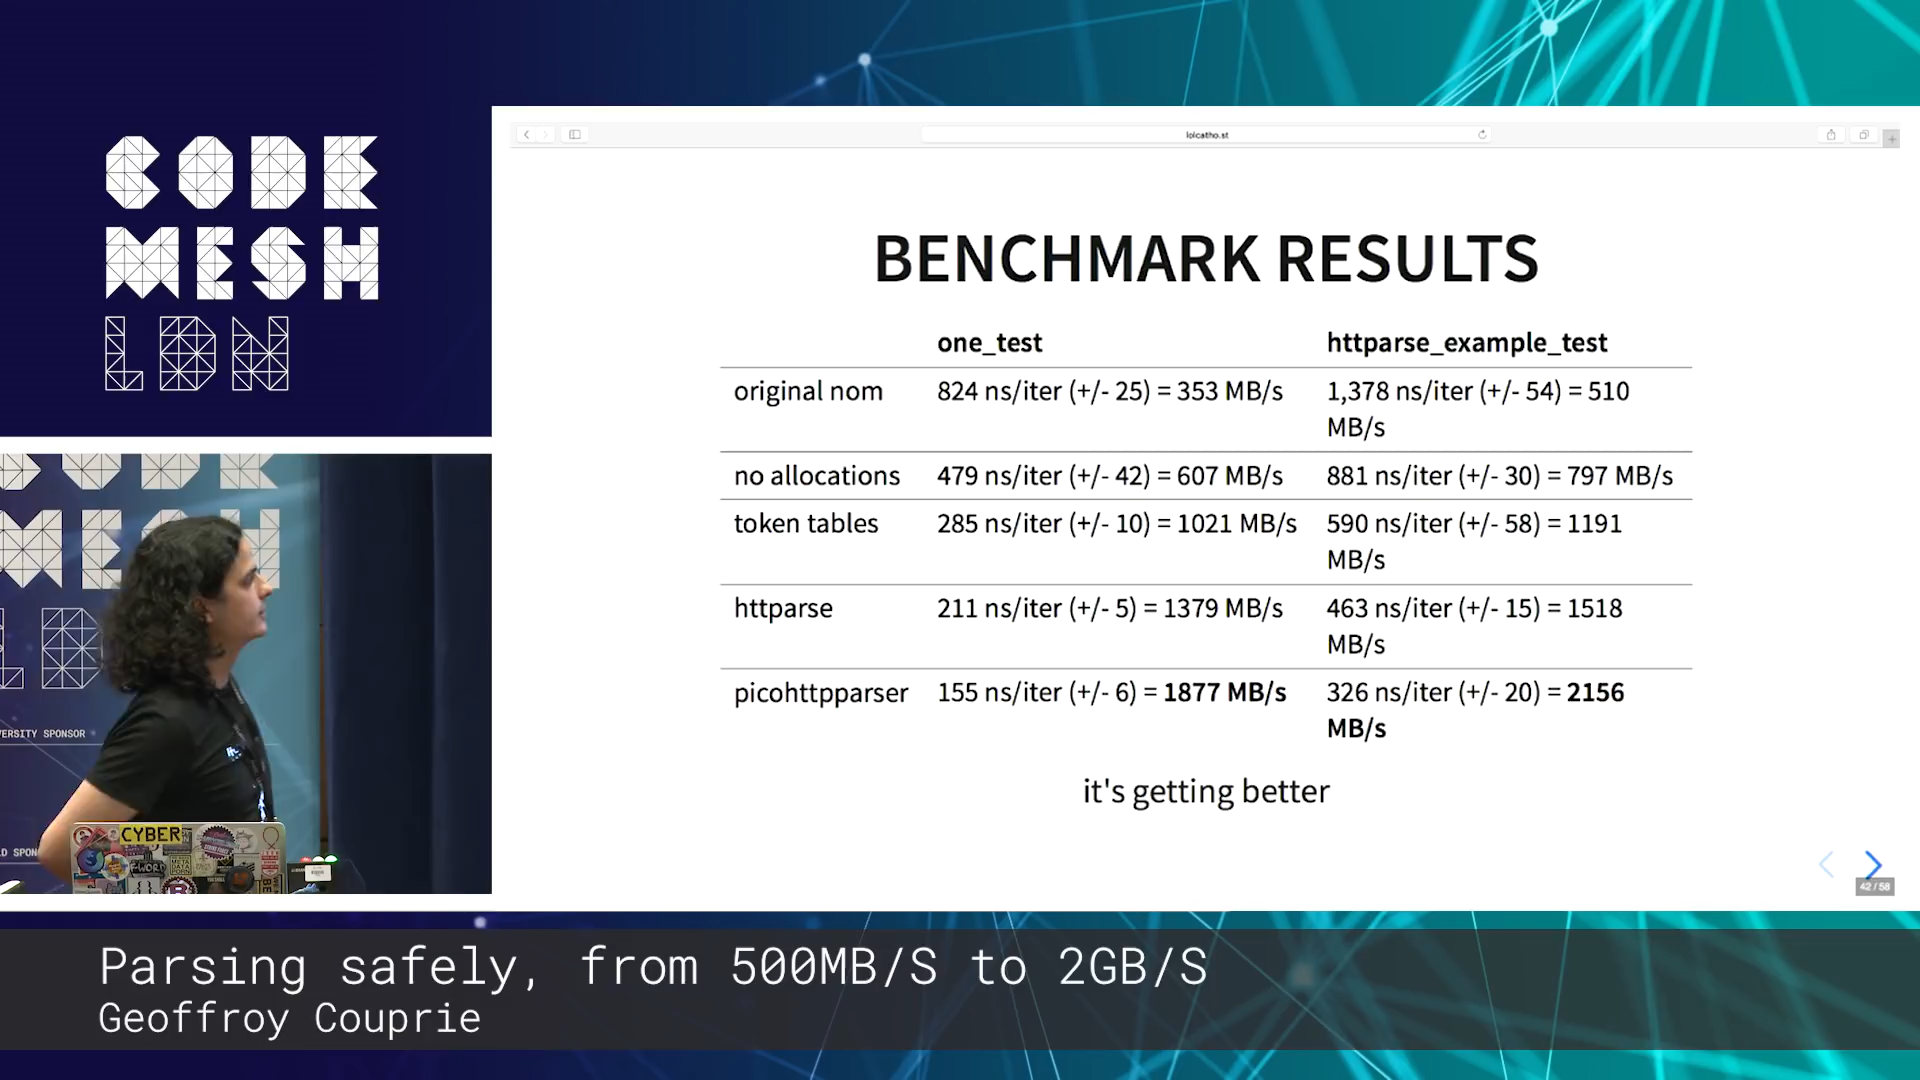 CODE
MESH
LDN
lolcatho.st
BENCHMARK RESULTS
one_test httparse_example_test
original nom 824 ns/iter (+/- 25) = 353 MB/s 1,378 ns/iter (+/- 54) = 510
MB/s
no allocations 479 ns/iter (+/- 42) = 607 MB/s 881 ns/iter (+/- 30) = 797 MB/s
token tables 285 ns/iter (+/- 10) = 1021 MB/s 590 ns/iter (+/- 58) = 1191
MB/s
httparse 211 ns/iter (+/- 5) = 1379 MB/s 463 ns/iter (+/- 15) = 1518
MB/s
picohttpparser 155 ns/iter (+/- 6) = 1877 MB/s 326 ns/iter (+/- 20) = 2156
MB/s
it's getting better
42 / 58
ERSITY SPONSOR
D SPON
CYBER
Parsing safely, from 500MB/S to 2GB/S
Geoffroy Couprie